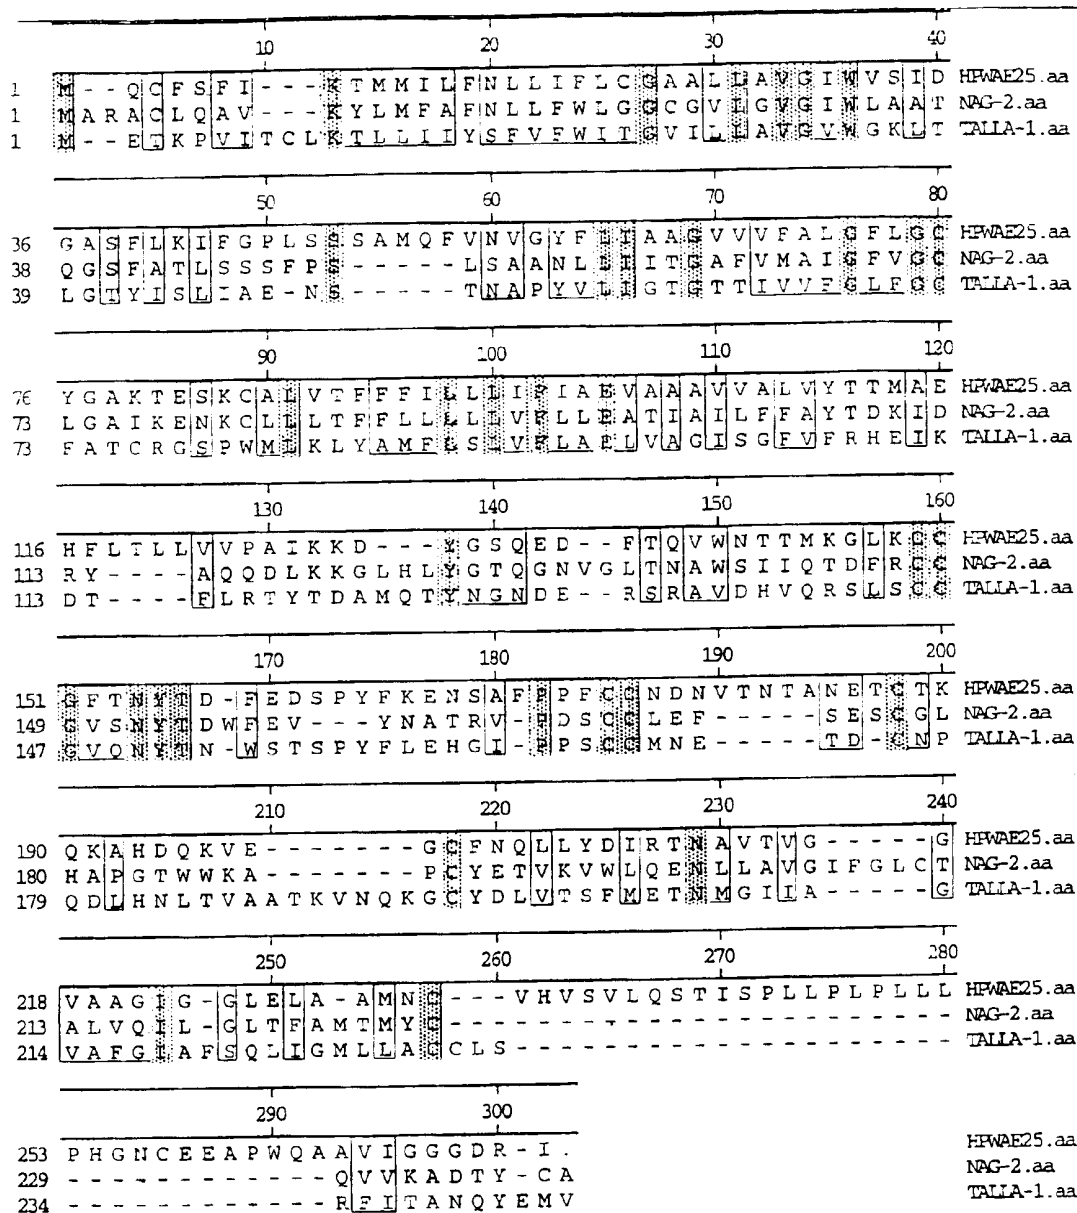 10 20 30 40
1 M - - Q C F S F I - - - K T M M I L F N L L I F L C G A A L L A V G I W V S I D HPWAE25.aa
1 M A R A C L Q A V - - - K Y L M F A F N L L F W L G G C G V L G V G I W L A A T NAG-2.aa
1 M - - E T K P V I T C L K T L L I I Y S F V F W I T G V I L L A V G V W G K L T TALLA-1.aa
50 60 70 80
36 G A S F L K I F G P L S S S A M Q F V N V G Y F L I A A G V V V F A L G F L G C HPWAE25.aa
38 Q G S F A T L S S S F P S - - - - - L S A A N L L I I T G A F V M A I G F V G C NAG-2.aa
39 L G T Y I S L I A E - N S - - - - - T N A P Y V L I G T G T T I V V F G L F G C TALLA-1.aa
90 100 110 120
76 Y G A K T E S K C A L V T F F F I L L L I F I A E V A A A V V A L V Y T T M A E HPWAE25.aa
73 L G A I K E N K C L L L T F F L L L L L V F L L E A T I A I L F F A Y T D K I D NAG-2.aa
73 F A T C R G S P W M L K L Y A M F L S L V F L A E L V A G I S G F V F R H E I K TALLA-1.aa
130 140 150 160
116 H F L T L L V V P A I K K D - - - Y G S Q E D - - F T Q V W N T T M K G L K C C HPWAE25.aa
113 R Y - - - - A Q Q D L K K G L H L Y G T Q G N V G L T N A W S I I Q T D F R C C NAG-2.aa
113 D T - - - - F L R T Y T D A M Q T Y N G N D E - - R S R A V D H V Q R S L S C C TALLA-1.aa
170 180 190 200
151 G F T N Y T D - F E D S P Y F K E N S A F P P F C C N D N V T N T A N E T C T K HPWAE25.aa
149 G V S N Y T D W F E V - - - Y N A T R V - P D S C C L E F - - - - - S E S C G L NAG-2.aa
147 G V Q N Y T N - W S T S P Y F L E H G I - P P S C C M N E - - - - - T D - C N P TALLA-1.aa
210 220 230 240
190 Q K A H D Q K V E - - - - - - - G C F N Q L L Y D I R T N A V T V G - - - - - G HPWAE25.aa
180 H A P G T W W K A - - - - - - - P C Y E T V K V W L Q E N L L A V G I F G L C T NAG-2.aa
179 Q D L H N L T V A A T K V N Q K G C Y D L V T S F M E T N M G I I A - - - - - G TALLA-1.aa
250 260 270 280
218 V A A G I G - G L E L A - A M N C - - - V H V S V L Q S T I S P L L P L P L L L HPWAE25.aa
213 A L V Q I L - G L T F A M T M Y C - - - - - - - - - - - - - - - - - - - - - - - NAG-2.aa
214 V A F G L A F S Q L I G M L L A C C L S - - - - - - - - - - - - - - - - - - - - TALLA-1.aa
290 300
253 P H G N C E E A P W Q A A V I G G G D R - I . HPWAE25.aa
229 - - - - - - - - - - - - Q V V K A D T Y - C A NAG-2.aa
234 - - - - - - - - - - - - R F I T A N Q Y E M V TALLA-1.aa